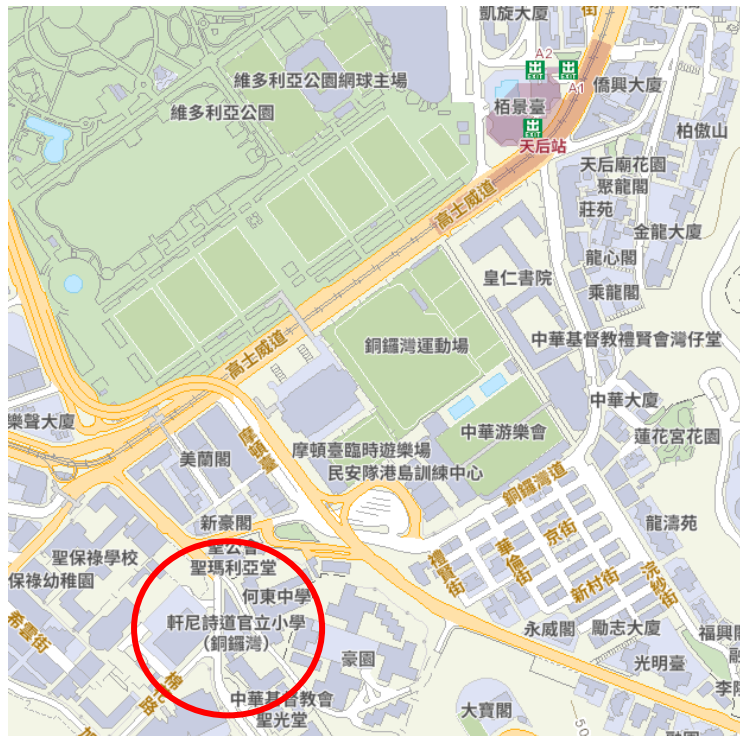 凱旋大廈
街
A2
EXIT
EXIT
A1
維多利亞公園網球主場
維多利亞公園
栢景臺
僑興大廈
EXIT
天后站
柏傲山
天后廟花園
聚龍閣
莊苑
高士威道
金龍大廈
龍心閣
皇仁書院
乘龍閣
中華基督教禮賢會灣仔堂
銅鑼灣運動場
高士威道
中華大廈
樂聲大廈
摩頓臺
中華游樂會
蓮花宮花園
美蘭閣
摩頓臺臨時遊樂場
民安隊港島訓練中心
銅鑼灣道
新豪閣
龍濤苑
聖公會
聖瑪利亞堂
聖保祿學校
保祿幼稚園
禮賢街
華倫街
京街
新村街
浣紗街
何東中學
軒尼詩道官立小學
(銅鑼灣)
希雲街
永威閣
勵志大廈
福興
豪園
光明臺
中華基督教會
聖光堂
大寶閣
50